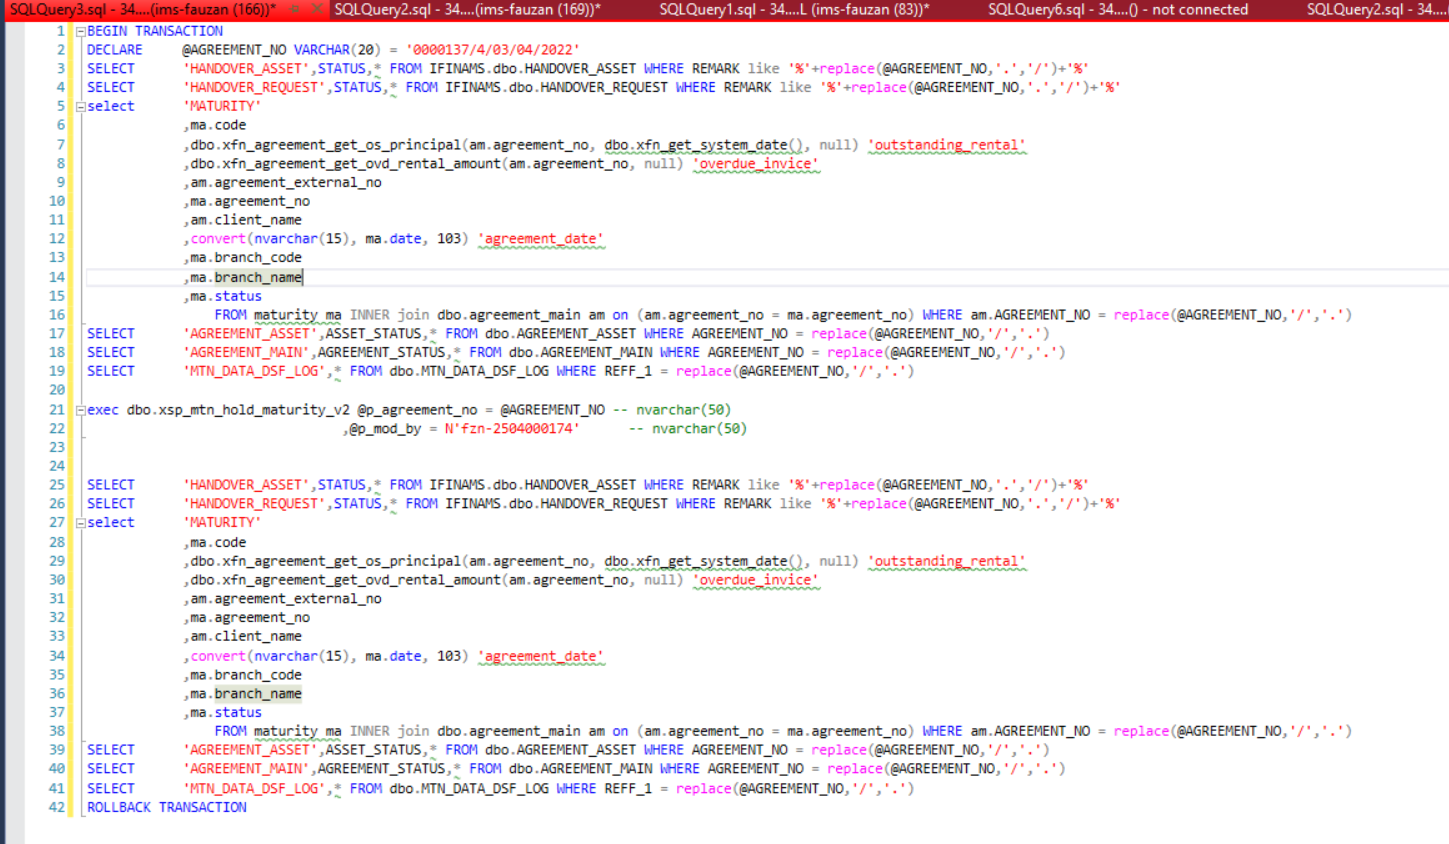 SQLQuery3.sql - 34....(ims-fauzan (166))* SQLQuery2.sql - 34....(ims-fauzan (169))* SQLQuery1.sql - 34....L (ims-fauzan (83))* SQLQuery6.sql - 34....() - not connected SQLQuery2.sql - 34....(
1 BEGIN TRANSACTION
2 DECLARE @AGREEMENT_NO VARCHAR(20) = '0000137/4/03/04/2022'
3 SELECT 'HANDOVER_ASSET',STATUS,* FROM IFINAMS.dbo.HANDOVER_ASSET WHERE REMARK like '%'+replace(@AGREEMENT_NO,'.','/')+'%'
4 SELECT 'HANDOVER_REQUEST',STATUS,* FROM IFINAMS.dbo.HANDOVER_REQUEST WHERE REMARK like '%'+replace(@AGREEMENT_NO,'.','/')+'%'
5 select 'MATURITY'
6 ,ma.code
7 ,dbo.xfn_agreement_get_os_principal(am.agreement_no, dbo.xfn_get_system_date(), null) 'outstanding_rental'
8 ,dbo.xfn_agreement_get_ovd_rental_amount(am.agreement_no, null) 'overdue_invice'
9 ,am.agreement_external_no
10 ,ma.agreement_no
11 ,am.client_name
12 ,convert(nvarchar(15), ma.date, 103) 'agreement_date'
13 ,ma.branch_code
14 ,ma.branch_name
15 ,ma.status
16 FROM maturity ma INNER join dbo.agreement_main am on (am.agreement_no = ma.agreement_no) WHERE am.AGREEMENT_NO = replace(@AGREEMENT_NO,'/','.')
17 SELECT 'AGREEMENT_ASSET',ASSET_STATUS,* FROM dbo.AGREEMENT_ASSET WHERE AGREEMENT_NO = replace(@AGREEMENT_NO,'/','.')
18 SELECT 'AGREEMENT_MAIN',AGREEMENT_STATUS,* FROM dbo.AGREEMENT_MAIN WHERE AGREEMENT_NO = replace(@AGREEMENT_NO,'/','.')
19 SELECT 'MTN_DATA_DSF_LOG',* FROM dbo.MTN_DATA_DSF_LOG WHERE REFF_1 = replace(@AGREEMENT_NO,'/','.')
20
21 exec dbo.xsp_mtn_hold_maturity_v2 @p_agreement_no = @AGREEMENT_NO -- nvarchar(50)
22 ,@p_mod_by = N'fzn-2504000174' -- nvarchar(50)
23
24
25 SELECT 'HANDOVER_ASSET',STATUS,* FROM IFINAMS.dbo.HANDOVER_ASSET WHERE REMARK like '%'+replace(@AGREEMENT_NO,'.','/')+'%'
26 SELECT 'HANDOVER_REQUEST',STATUS,* FROM IFINAMS.dbo.HANDOVER_REQUEST WHERE REMARK like '%'+replace(@AGREEMENT_NO,'.','/')+'%'
27 select 'MATURITY'
28 ,ma.code
29 ,dbo.xfn_agreement_get_os_principal(am.agreement_no, dbo.xfn_get_system_date(), null) 'outstanding_rental'
30 ,dbo.xfn_agreement_get_ovd_rental_amount(am.agreement_no, null) 'overdue_invice'
31 ,am.agreement_external_no
32 ,ma.agreement_no
33 ,am.client_name
34 ,convert(nvarchar(15), ma.date, 103) 'agreement_date'
35 ,ma.branch_code
36 ,ma.branch_name
37 ,ma.status
38 FROM maturity ma INNER join dbo.agreement_main am on (am.agreement_no = ma.agreement_no) WHERE am.AGREEMENT_NO = replace(@AGREEMENT_NO,'/','.')
39 SELECT 'AGREEMENT_ASSET',ASSET_STATUS,* FROM dbo.AGREEMENT_ASSET WHERE AGREEMENT_NO = replace(@AGREEMENT_NO,'/','.')
40 SELECT 'AGREEMENT_MAIN',AGREEMENT_STATUS,* FROM dbo.AGREEMENT_MAIN WHERE AGREEMENT_NO = replace(@AGREEMENT_NO,'/','.')
41 SELECT 'MTN_DATA_DSF_LOG',* FROM dbo.MTN_DATA_DSF_LOG WHERE REFF_1 = replace(@AGREEMENT_NO,'/','.')
42 ROLLBACK TRANSACTION